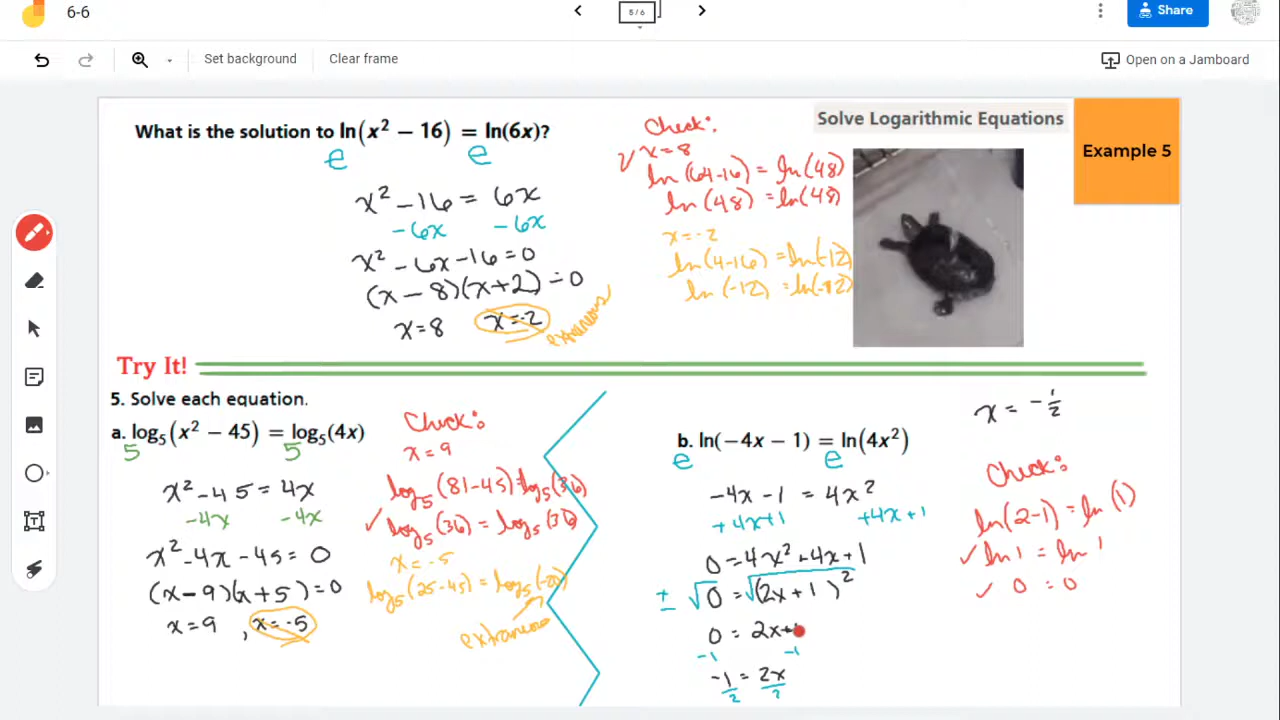 6-6
5 / 6
Share
Set background
Clear frame
Open on a Jamboard
What is the solution to ln(x² − 16) = ln(6x)?
e e
x² − 16 = 6x
−6x −6x
x² − 6x − 16 = 0
(x − 8)(x + 2) = 0
x = 8 x = −2
extraneous
Check:
√ x = 8
ln (64−16) = ln (48)
ln (48) = ln (48)
x = −2
ln (4−16) = ln(−12)
ln (−12) = ln(−12)
Solve Logarithmic Equations
Example 5
Try It!
5. Solve each equation.
a. log₅(x² − 45) = log₅(4x)
5 5
x² − 45 = 4x
−4x −4x
x² − 4x − 45 = 0
(x − 9)(x + 5) = 0
x = 9 , x = −5
Check:
x = 9
log₅ (81−45) = log₅ (36)
✓ log₅ (36) = log₅ (36)
x = −5
log₅ (25−45) = log₅ (−20)
extraneous
b. ln(−4x − 1) = ln(4x²)
e e
−4x − 1 = 4x²
+4x+1 +4x+1
0 = 4x² + 4x + 1
± √0 = √(2x + 1)²
0 = 2x+
−1 −1
−1/2 = 2x/2
x = −1/2
Check:
ln(2−1) = ln (1)
✓ ln 1 = ln 1
✓ 0 = 0